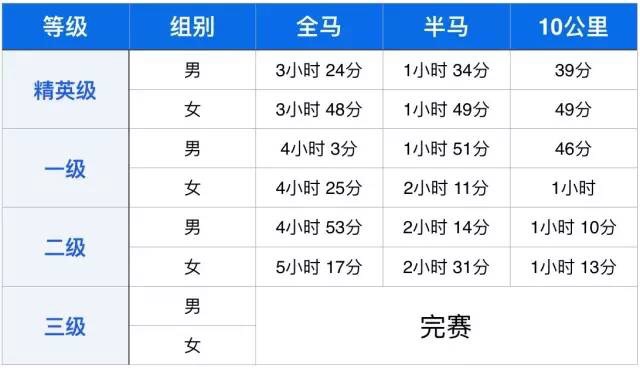 等级 组别 全马 半马 10公里
精英级 男 3小时 24分 1小时 34分 39分
女 3小时 48分 1小时 49分 49分
一级 男 4小时 3分 1小时 51分 46分
女 4小时 25分 2小时 11分 1小时
二级 男 4小时 53分 2小时 14分 1小时 10分
女 5小时 17分 2小时 31分 1小时 13分
三级 男 完赛
女